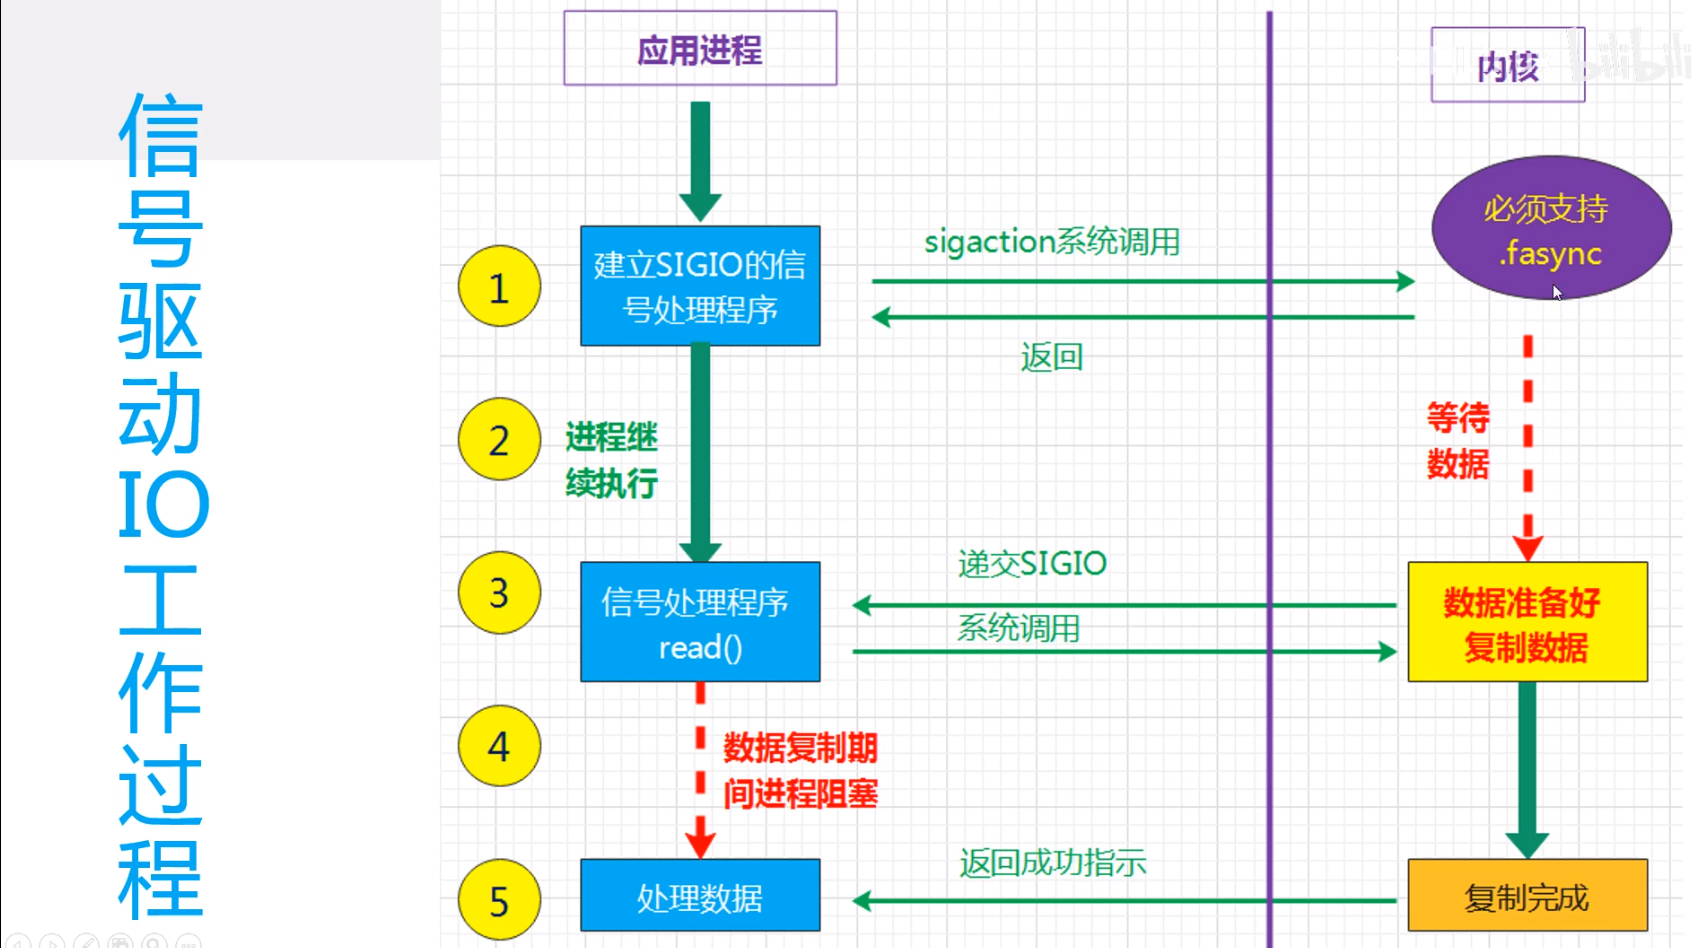 信号驱动IO工作过程
应用进程
内核
bilibili
必须支持
.fasync
1
建立SIGIO的信
号处理程序
sigaction系统调用
返回
2
进程继
续执行
等待
数据
3
信号处理程序
read()
递交SIGIO
系统调用
数据准备好
复制数据
4
数据复制期
间进程阻塞
5
处理数据
返回成功指示
复制完成